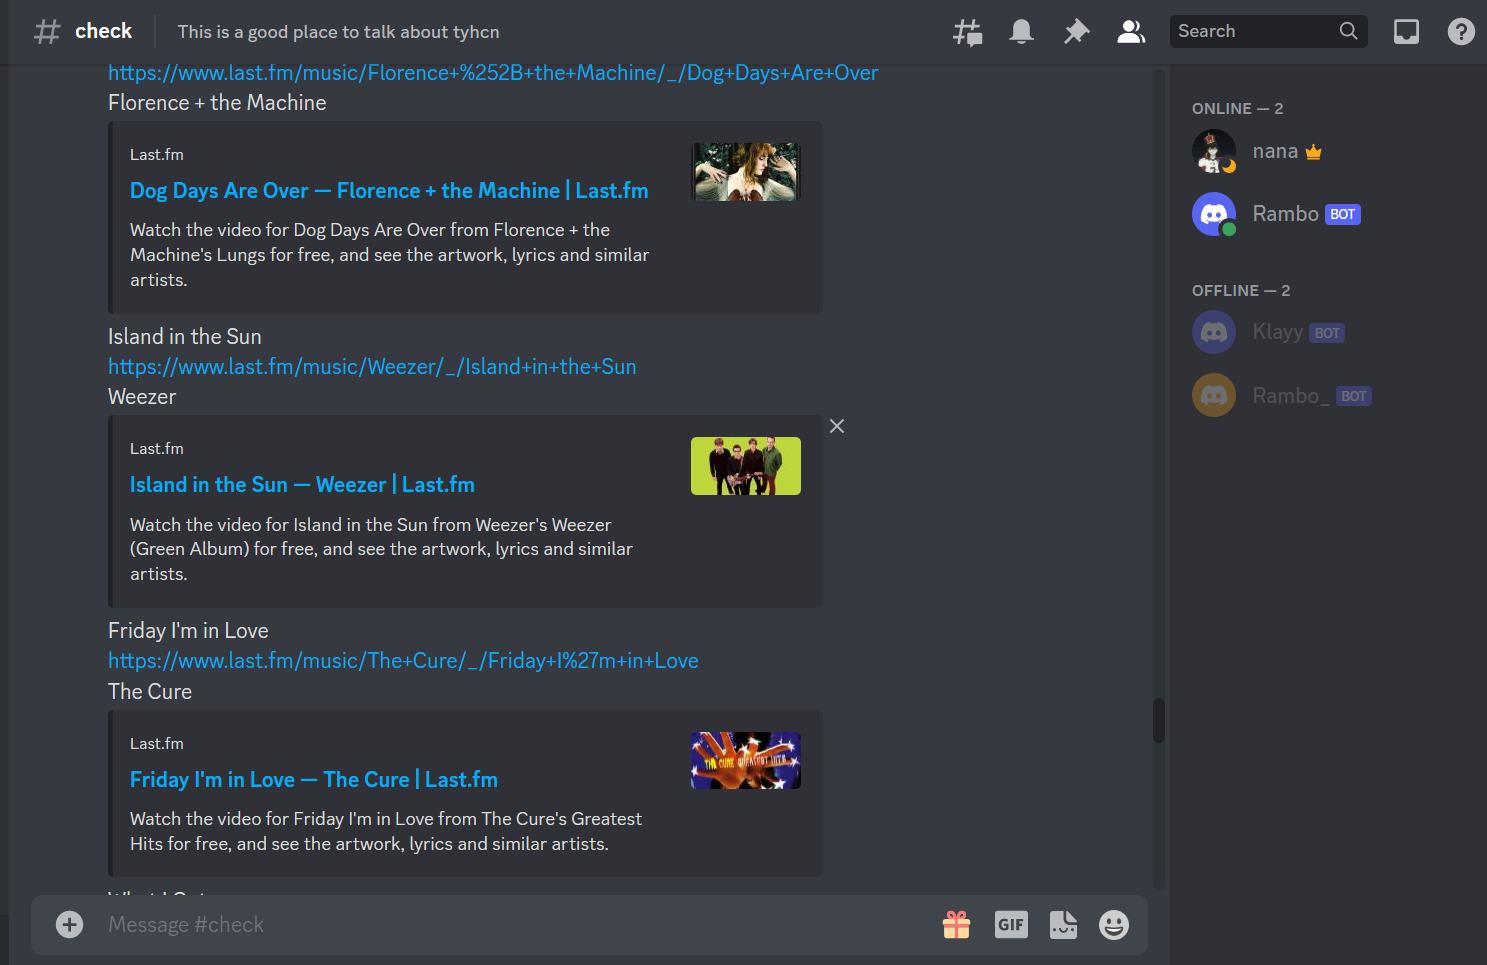 check
This is a good place to talk about tyhcn
Search
https://www.last.fm/music/Florence+%252B+the+Machine/_/Dog+Days+Are+Over
Florence + the Machine
Last.fm
Dog Days Are Over — Florence + the Machine | Last.fm
Watch the video for Dog Days Are Over from Florence + the
Machine's Lungs for free, and see the artwork, lyrics and similar
artists.
Island in the Sun
https://www.last.fm/music/Weezer/_/Island+in+the+Sun
Weezer
Last.fm
Island in the Sun — Weezer | Last.fm
Watch the video for Island in the Sun from Weezer's Weezer
(Green Album) for free, and see the artwork, lyrics and similar
artists.
Friday I'm in Love
https://www.last.fm/music/The+Cure/_/Friday+I%27m+in+Love
The Cure
Last.fm
Friday I'm in Love — The Cure | Last.fm
THE CURE GREATEST HITS
Watch the video for Friday I'm in Love from The Cure's Greatest
Hits for free, and see the artwork, lyrics and similar artists.
Message #check
GIF
ONLINE — 2
nana
Rambo BOT
OFFLINE — 2
Klayy BOT
Rambo_ BOT